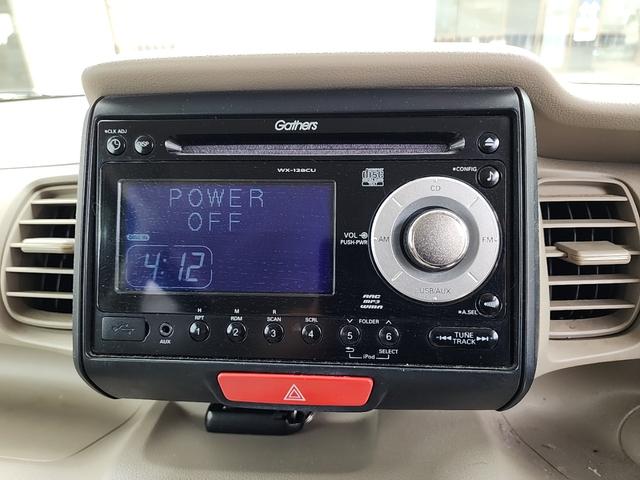 Gathers
•CLK ADJ
DISP
WX-128CU
•CONFIG
POWER
OFF
4:12
VOL
PUSH-PWR
CD
AM
FM
USB/AUX
AAC
MP3
WMA
•A.SEL
H M R
RPT RDM SCAN SCRL
FOLDER
1 2 3 4 5 6
AUX
iPod
SELECT
TUNE
TRACK